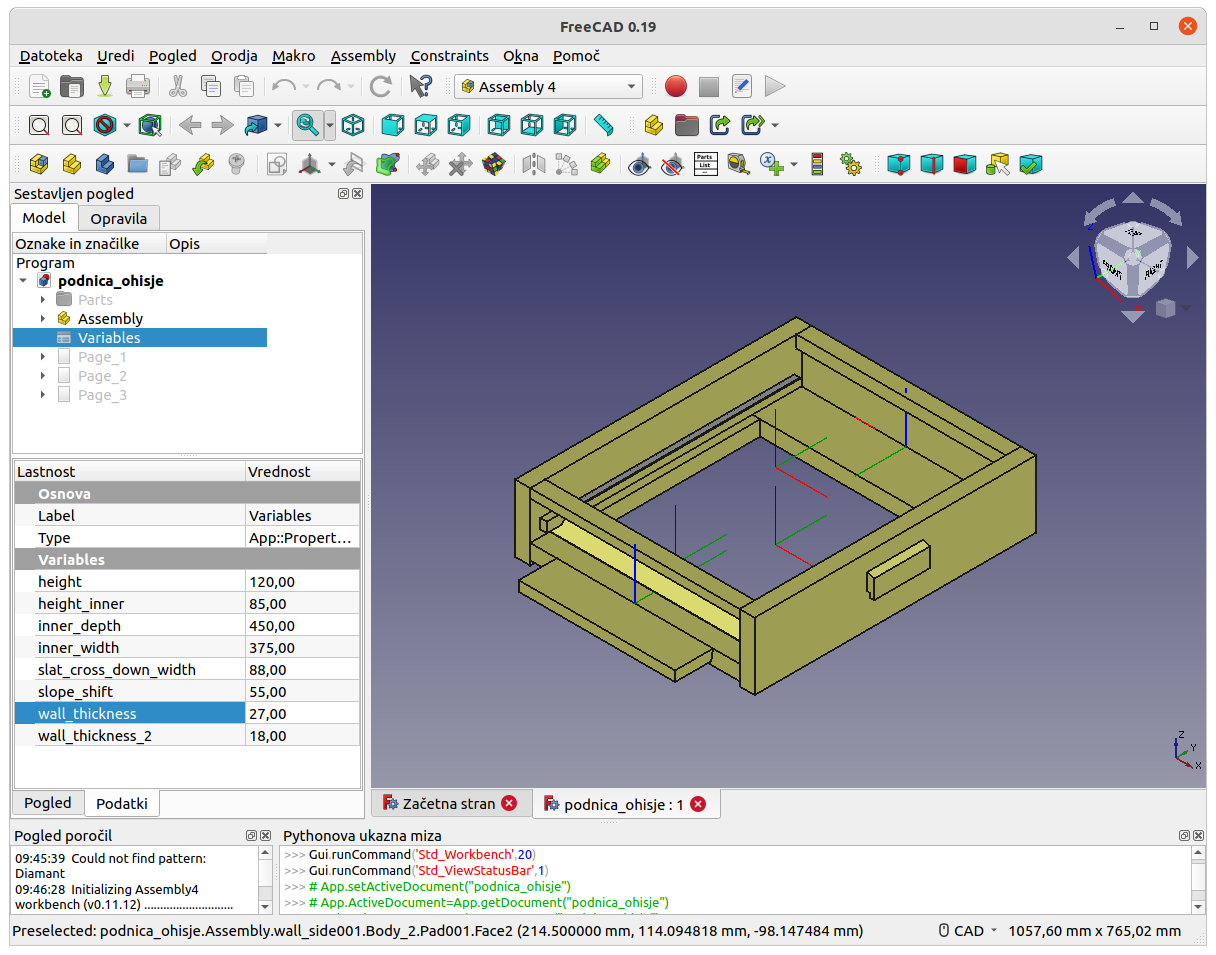 FreeCAD 0.19
Datoteka Uredi Pogled Orodja Makro Assembly Constraints Okna Pomoč
Assembly 4
Parts
List
Sestavljen pogled
Model Opravila
Oznake in značilke Opis
Program
podnica_ohisje
Parts
Assembly
Variables
Page_1
Page_2
Page_3
Lastnost Vrednost
Osnova
Label Variables
Type App::Propert...
Variables
height 120,00
height_inner 85,00
inner_depth 450,00
inner_width 375,00
slat_cross_down_width 88,00
slope_shift 55,00
wall_thickness 27,00
wall_thickness_2 18,00
Pogled Podatki
FRONT RIGHT
Z
Y
X
Začetna stran podnica_ohisje : 1
Pogled poročil
09:45:39 Could not find pattern:
Diamant
09:46:28 Initializing Assembly4
workbench (v0.11.12) ...........................
Pythonova ukazna miza
>>> Gui.runCommand('Std_Workbench',20)
>>> Gui.runCommand('Std_ViewStatusBar',1)
>>> # App.setActiveDocument("podnica_ohisje")
>>> # App.ActiveDocument=App.getDocument("podnica_ohisje")
Preselected: podnica_ohisje.Assembly.wall_side001.Body_2.Pad001.Face2 (214.500000 mm, 114.094818 mm, -98.147484 mm) CAD 1057,60 mm x 765,02 mm